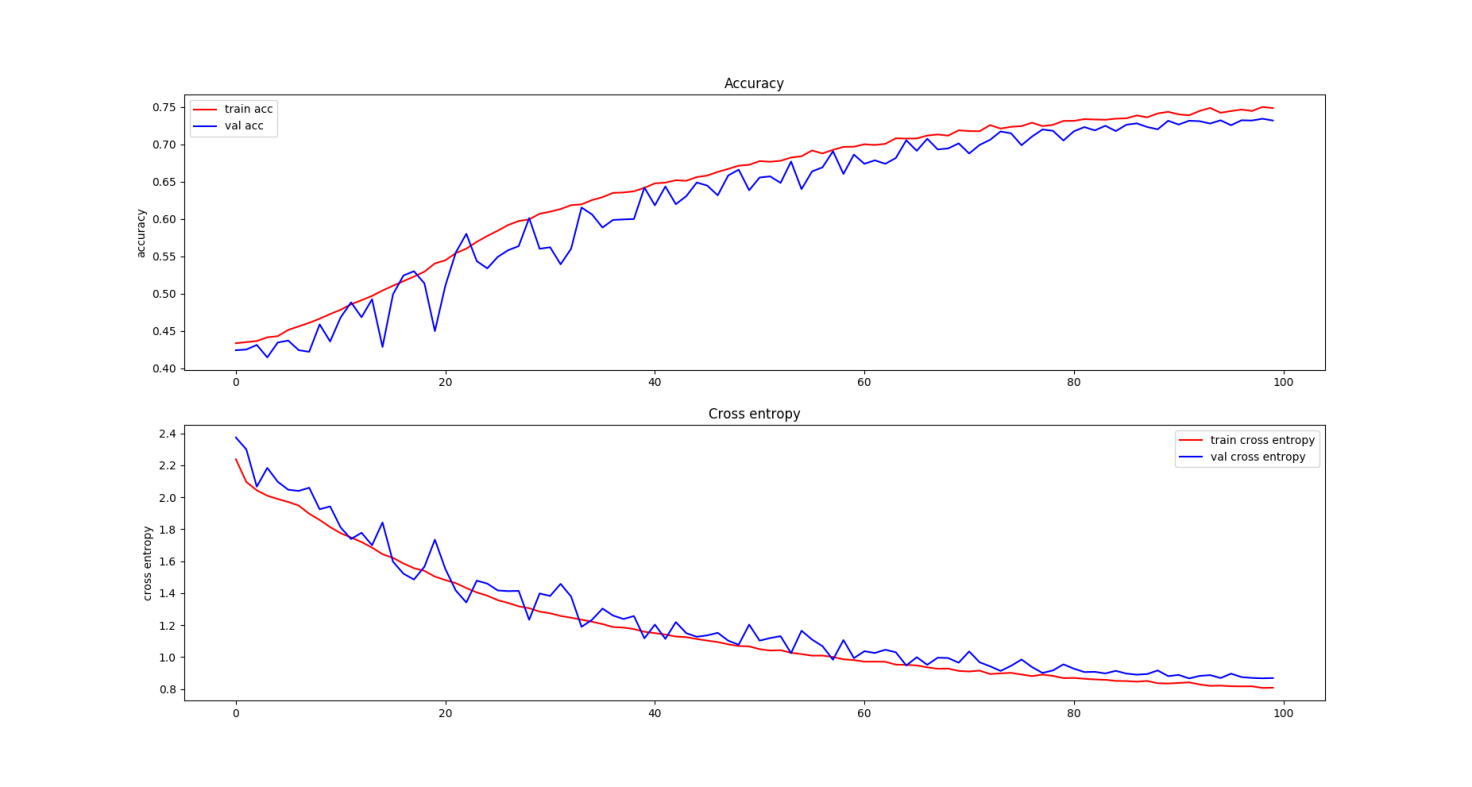 Accuracy
train acc
val acc
accuracy
0.75
0.70
0.65
0.60
0.55
0.50
0.45
0.40
0 20 40 60 80 100
Cross entropy
train cross entropy
val cross entropy
cross entropy
2.4
2.2
2.0
1.8
1.6
1.4
1.2
1.0
0.8
0 20 40 60 80 100